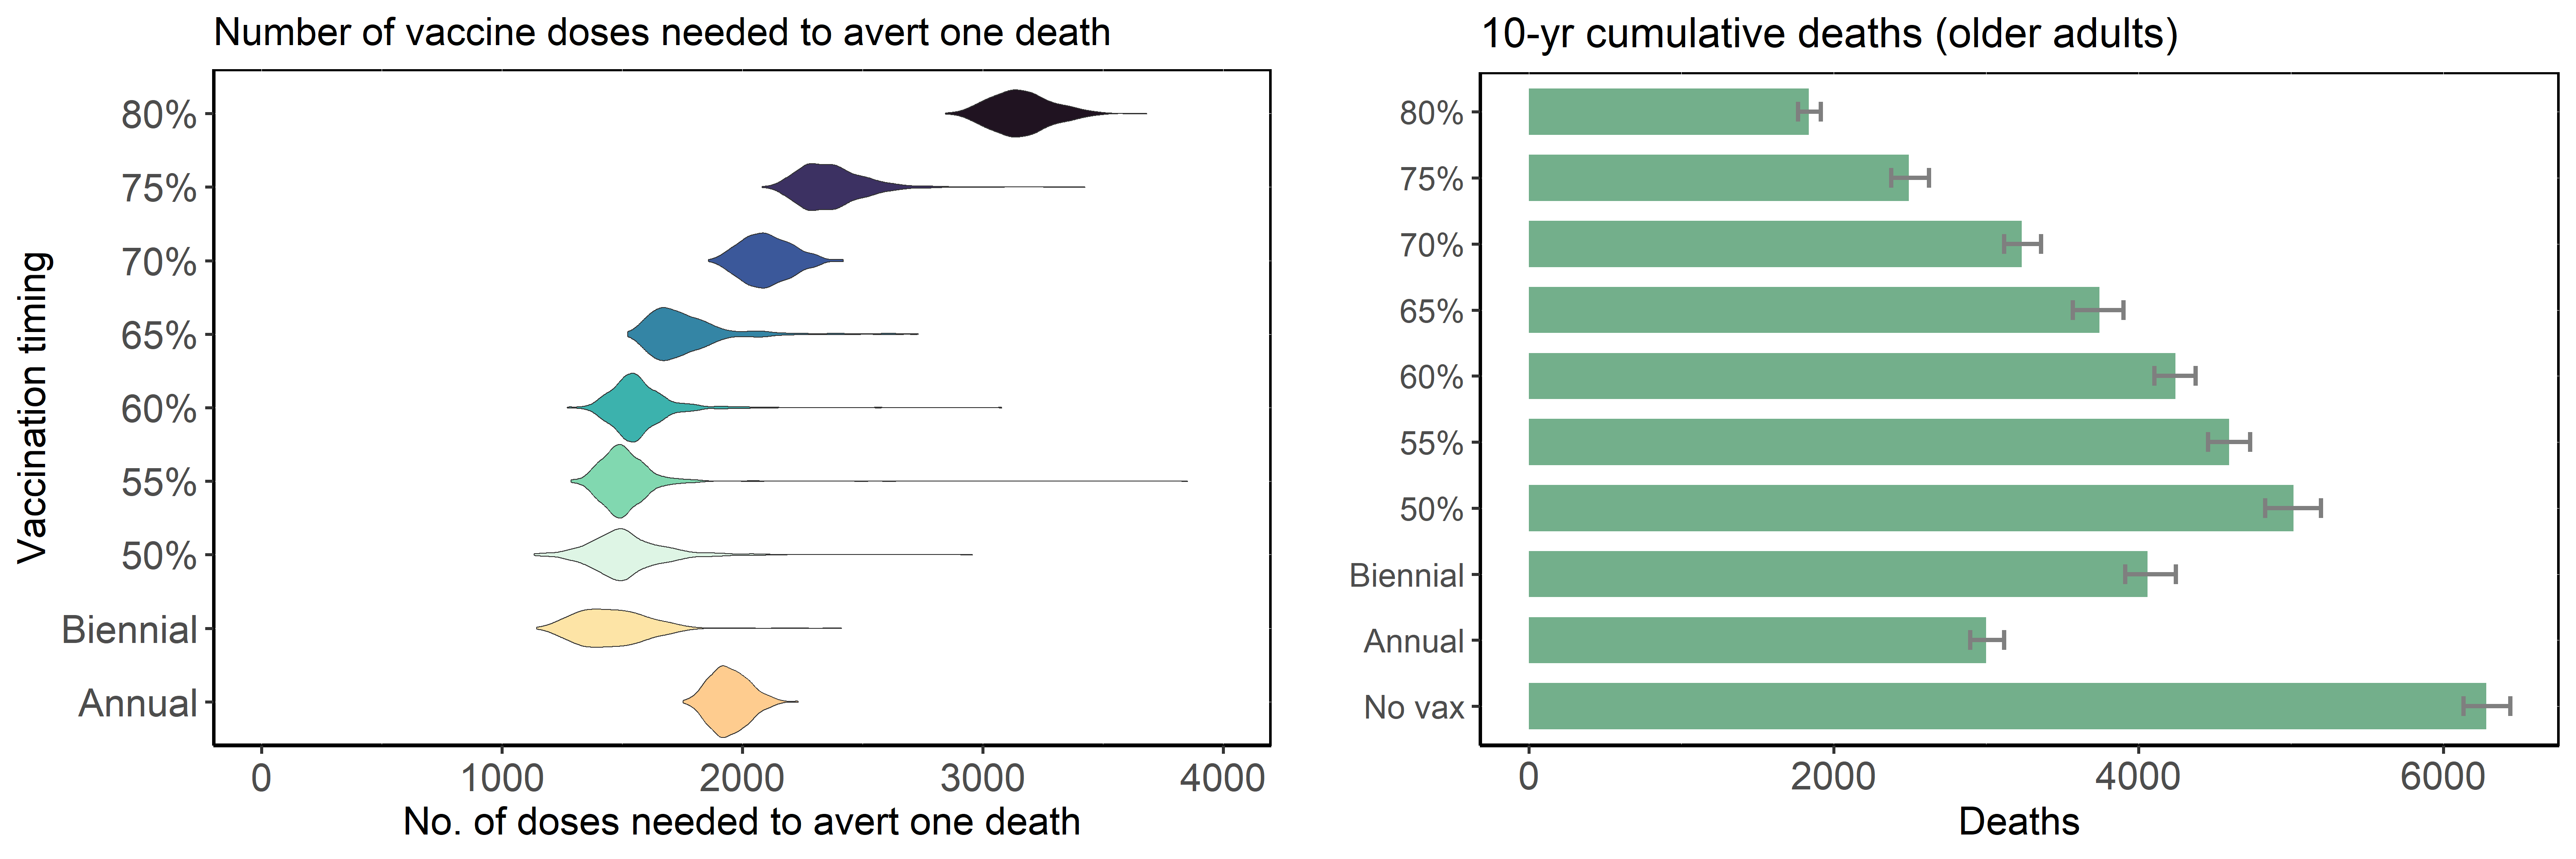 Number of vaccine doses needed to avert one death
Vaccination timing
80%
75%
70%
65%
60%
55%
50%
Biennial
Annual
0 1000 2000 3000 4000
No. of doses needed to avert one death
10-yr cumulative deaths (older adults)
80%
75%
70%
65%
60%
55%
50%
Biennial
Annual
No vax
0 2000 4000 6000
Deaths